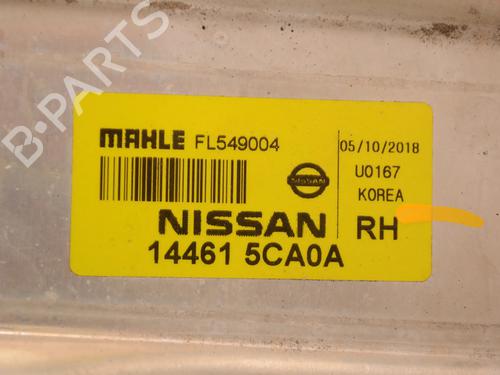 MAHLE FL549004
05/10/2018
U0167
KOREA
NISSAN
NISSAN
RH
14461 5CA0A
B-PARTS